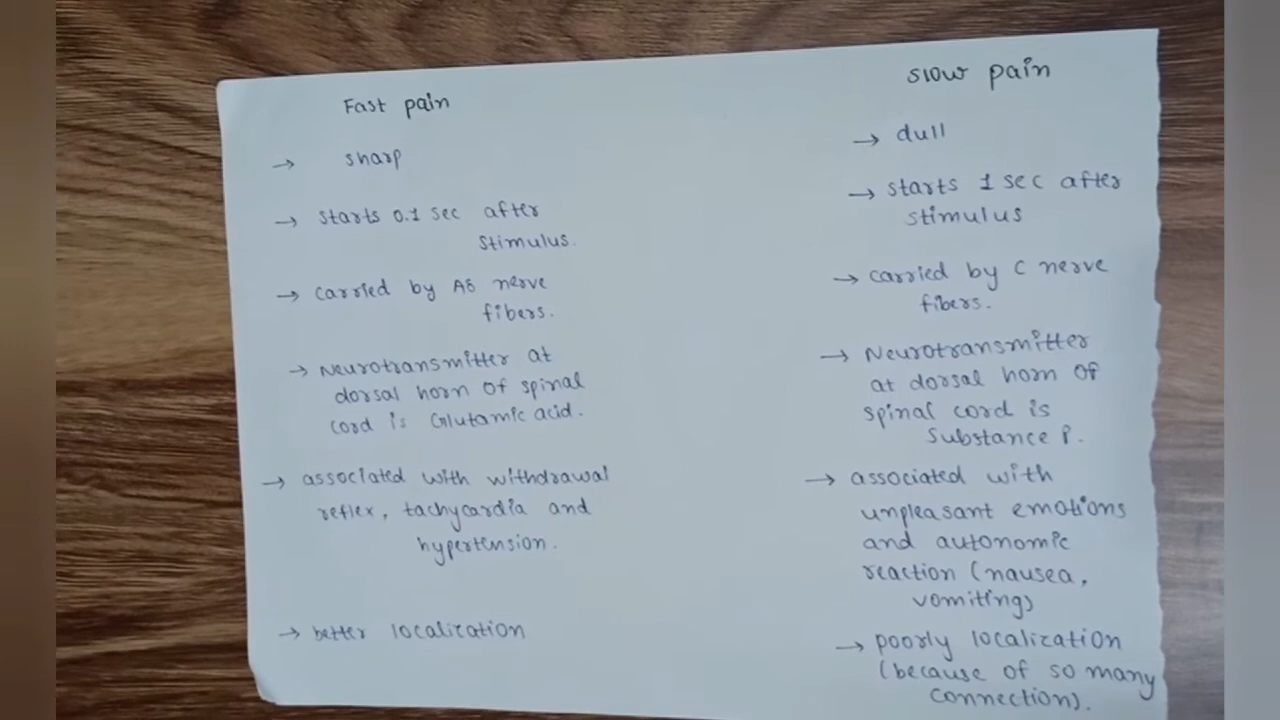 Fast pain
→ sharp
→ starts 0.1 sec after
stimulus.
→ carried by Aδ nerve
fibers.
→ Neurotransmitter at
dorsal horn of spinal
cord is Glutamic acid.
→ associated with withdrawal
reflex, tachycardia and
hypertension.
→ better localization
slow pain
→ dull
→ starts 1 sec after
stimulus
→ carried by C nerve
fibers.
→ Neurotransmitter
at dorsal horn of
spinal cord is
Substance P.
→ associated with
unpleasant emotions
and autonomic
reaction (nausea,
vomiting)
→ poorly localization
(because of so many
connection).